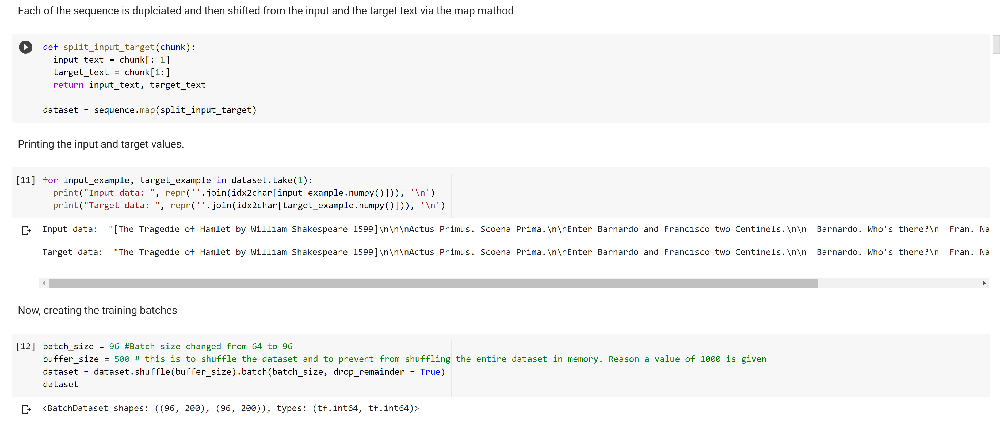 Each of the sequence is duplciated and then shifted from the input and the target text via the map mathod
def split_input_target(chunk):
  input_text = chunk[:-1]
  target_text = chunk[1:]
  return input_text, target_text
dataset = sequence.map(split_input_target)
Printing the input and target values.
[11] for input_example, target_example in dataset.take(1):
  print("Input data: ", repr(''.join(idx2char[input_example.numpy()])), '\n')
  print("Target data: ", repr(''.join(idx2char[target_example.numpy()])), '\n')
Input data:  "[The Tragedie of Hamlet by William Shakespeare 1599]\n\n\nActus Primus. Scoena Prima.\n\nEnter Barnardo and Francisco two Centinels.\n\n  Barnardo. Who's there?\n  Fran. Na
Target data:  "The Tragedie of Hamlet by William Shakespeare 1599]\n\n\nActus Primus. Scoena Prima.\n\nEnter Barnardo and Francisco two Centinels.\n\n  Barnardo. Who's there?\n  Fran. Na
Now, creating the training batches
[12] batch_size = 96 #Batch size changed from 64 to 96
buffer_size = 500 # this is to shuffle the dataset and to prevent from shuffling the entire dataset in memory. Reason a value of 1000 is given
dataset = dataset.shuffle(buffer_size).batch(batch_size, drop_remainder = True)
dataset
<BatchDataset shapes: ((96, 200), (96, 200)), types: (tf.int64, tf.int64)>